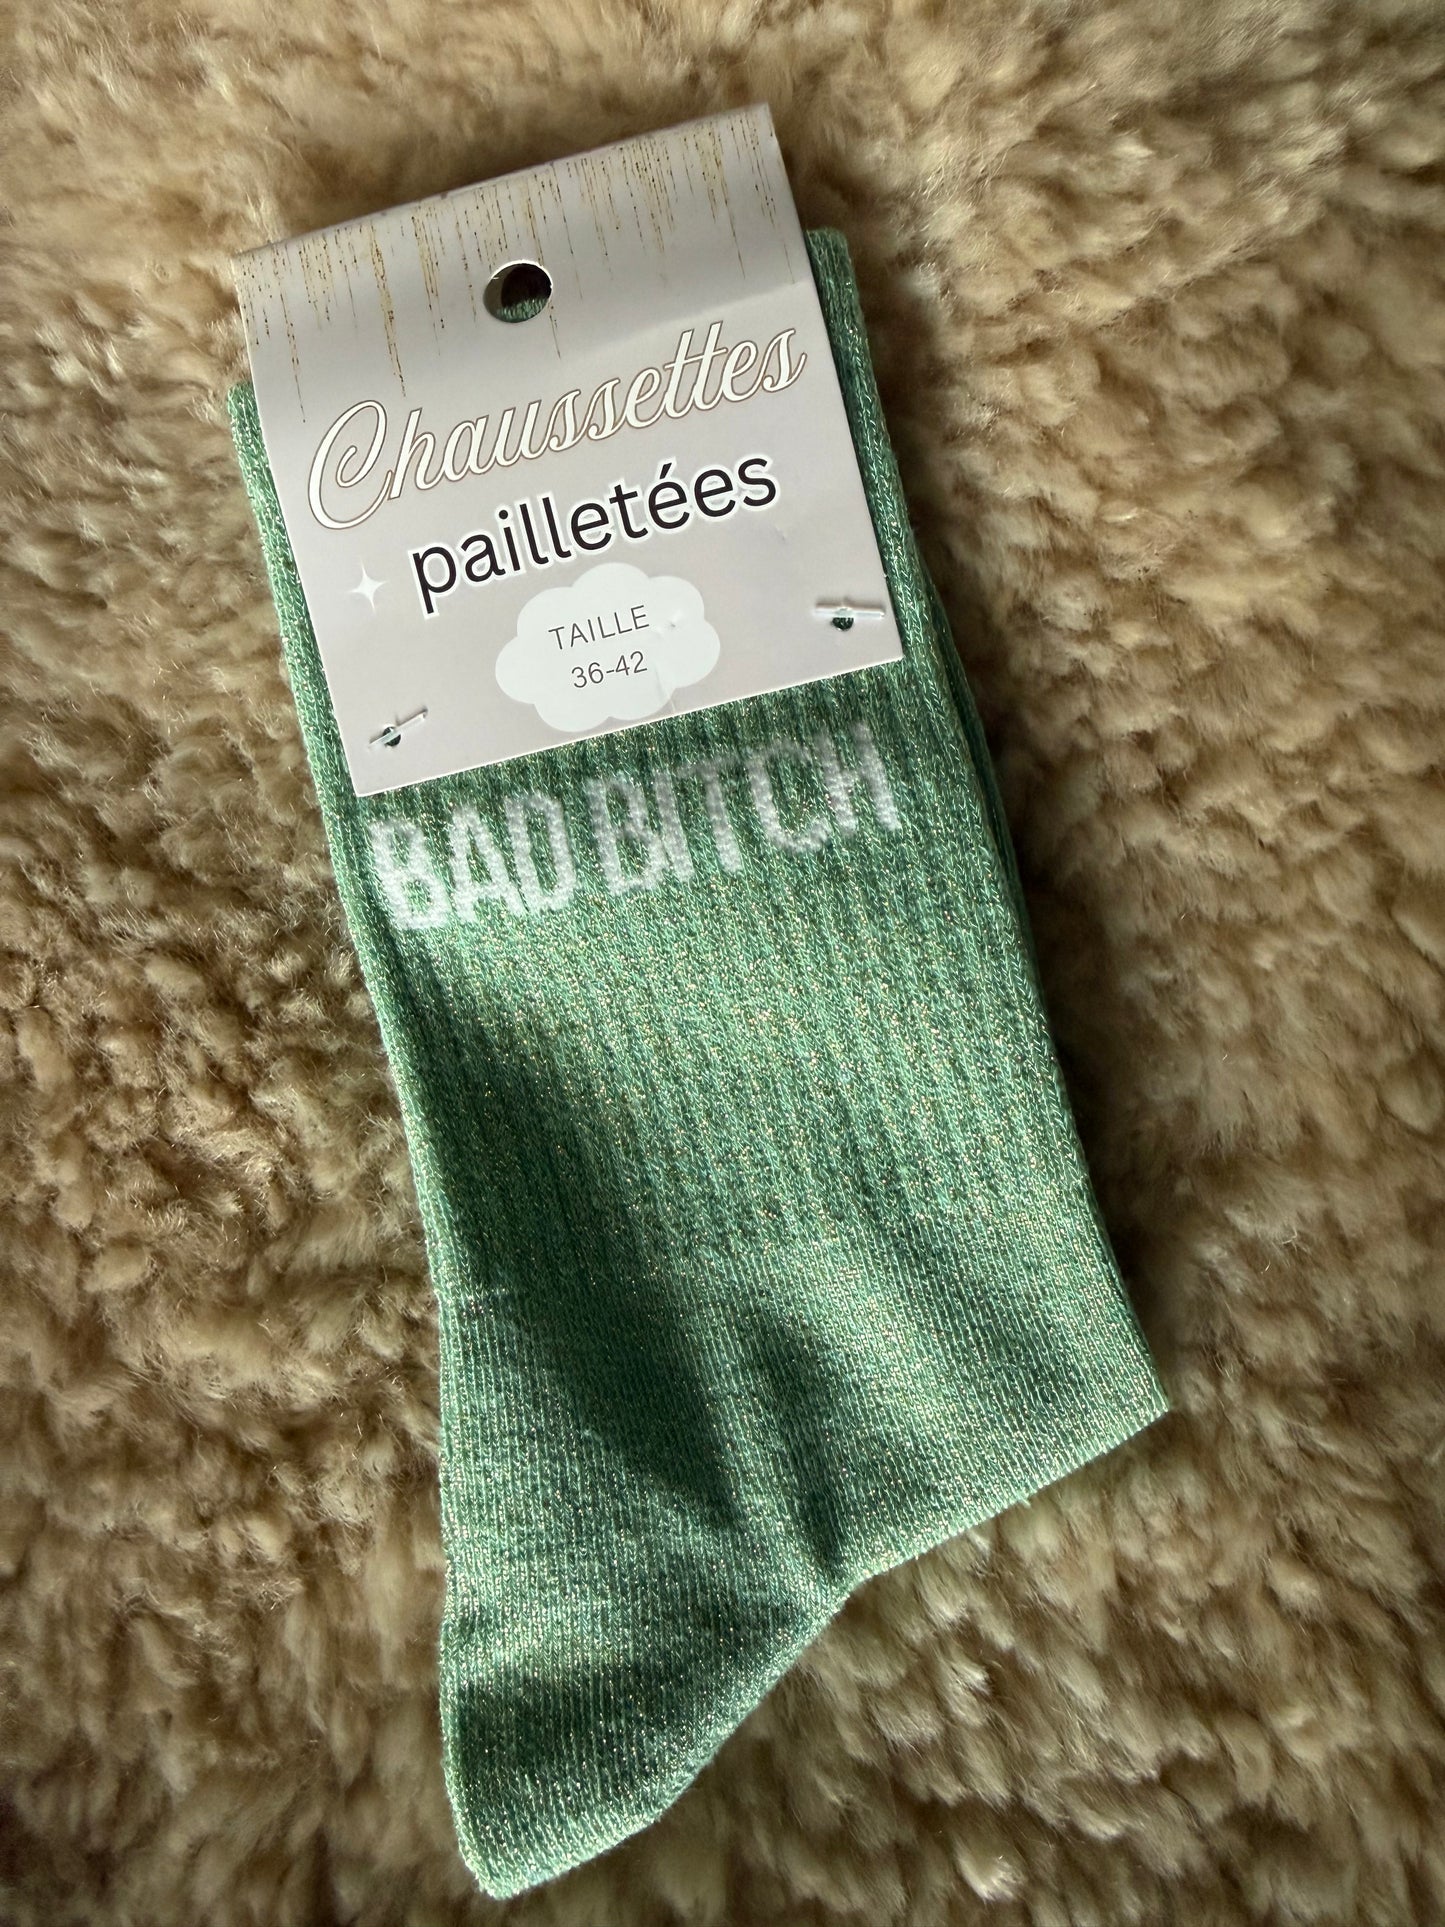 Chaussettes
pailletées
TAILLE
36-42
BAD BITCH